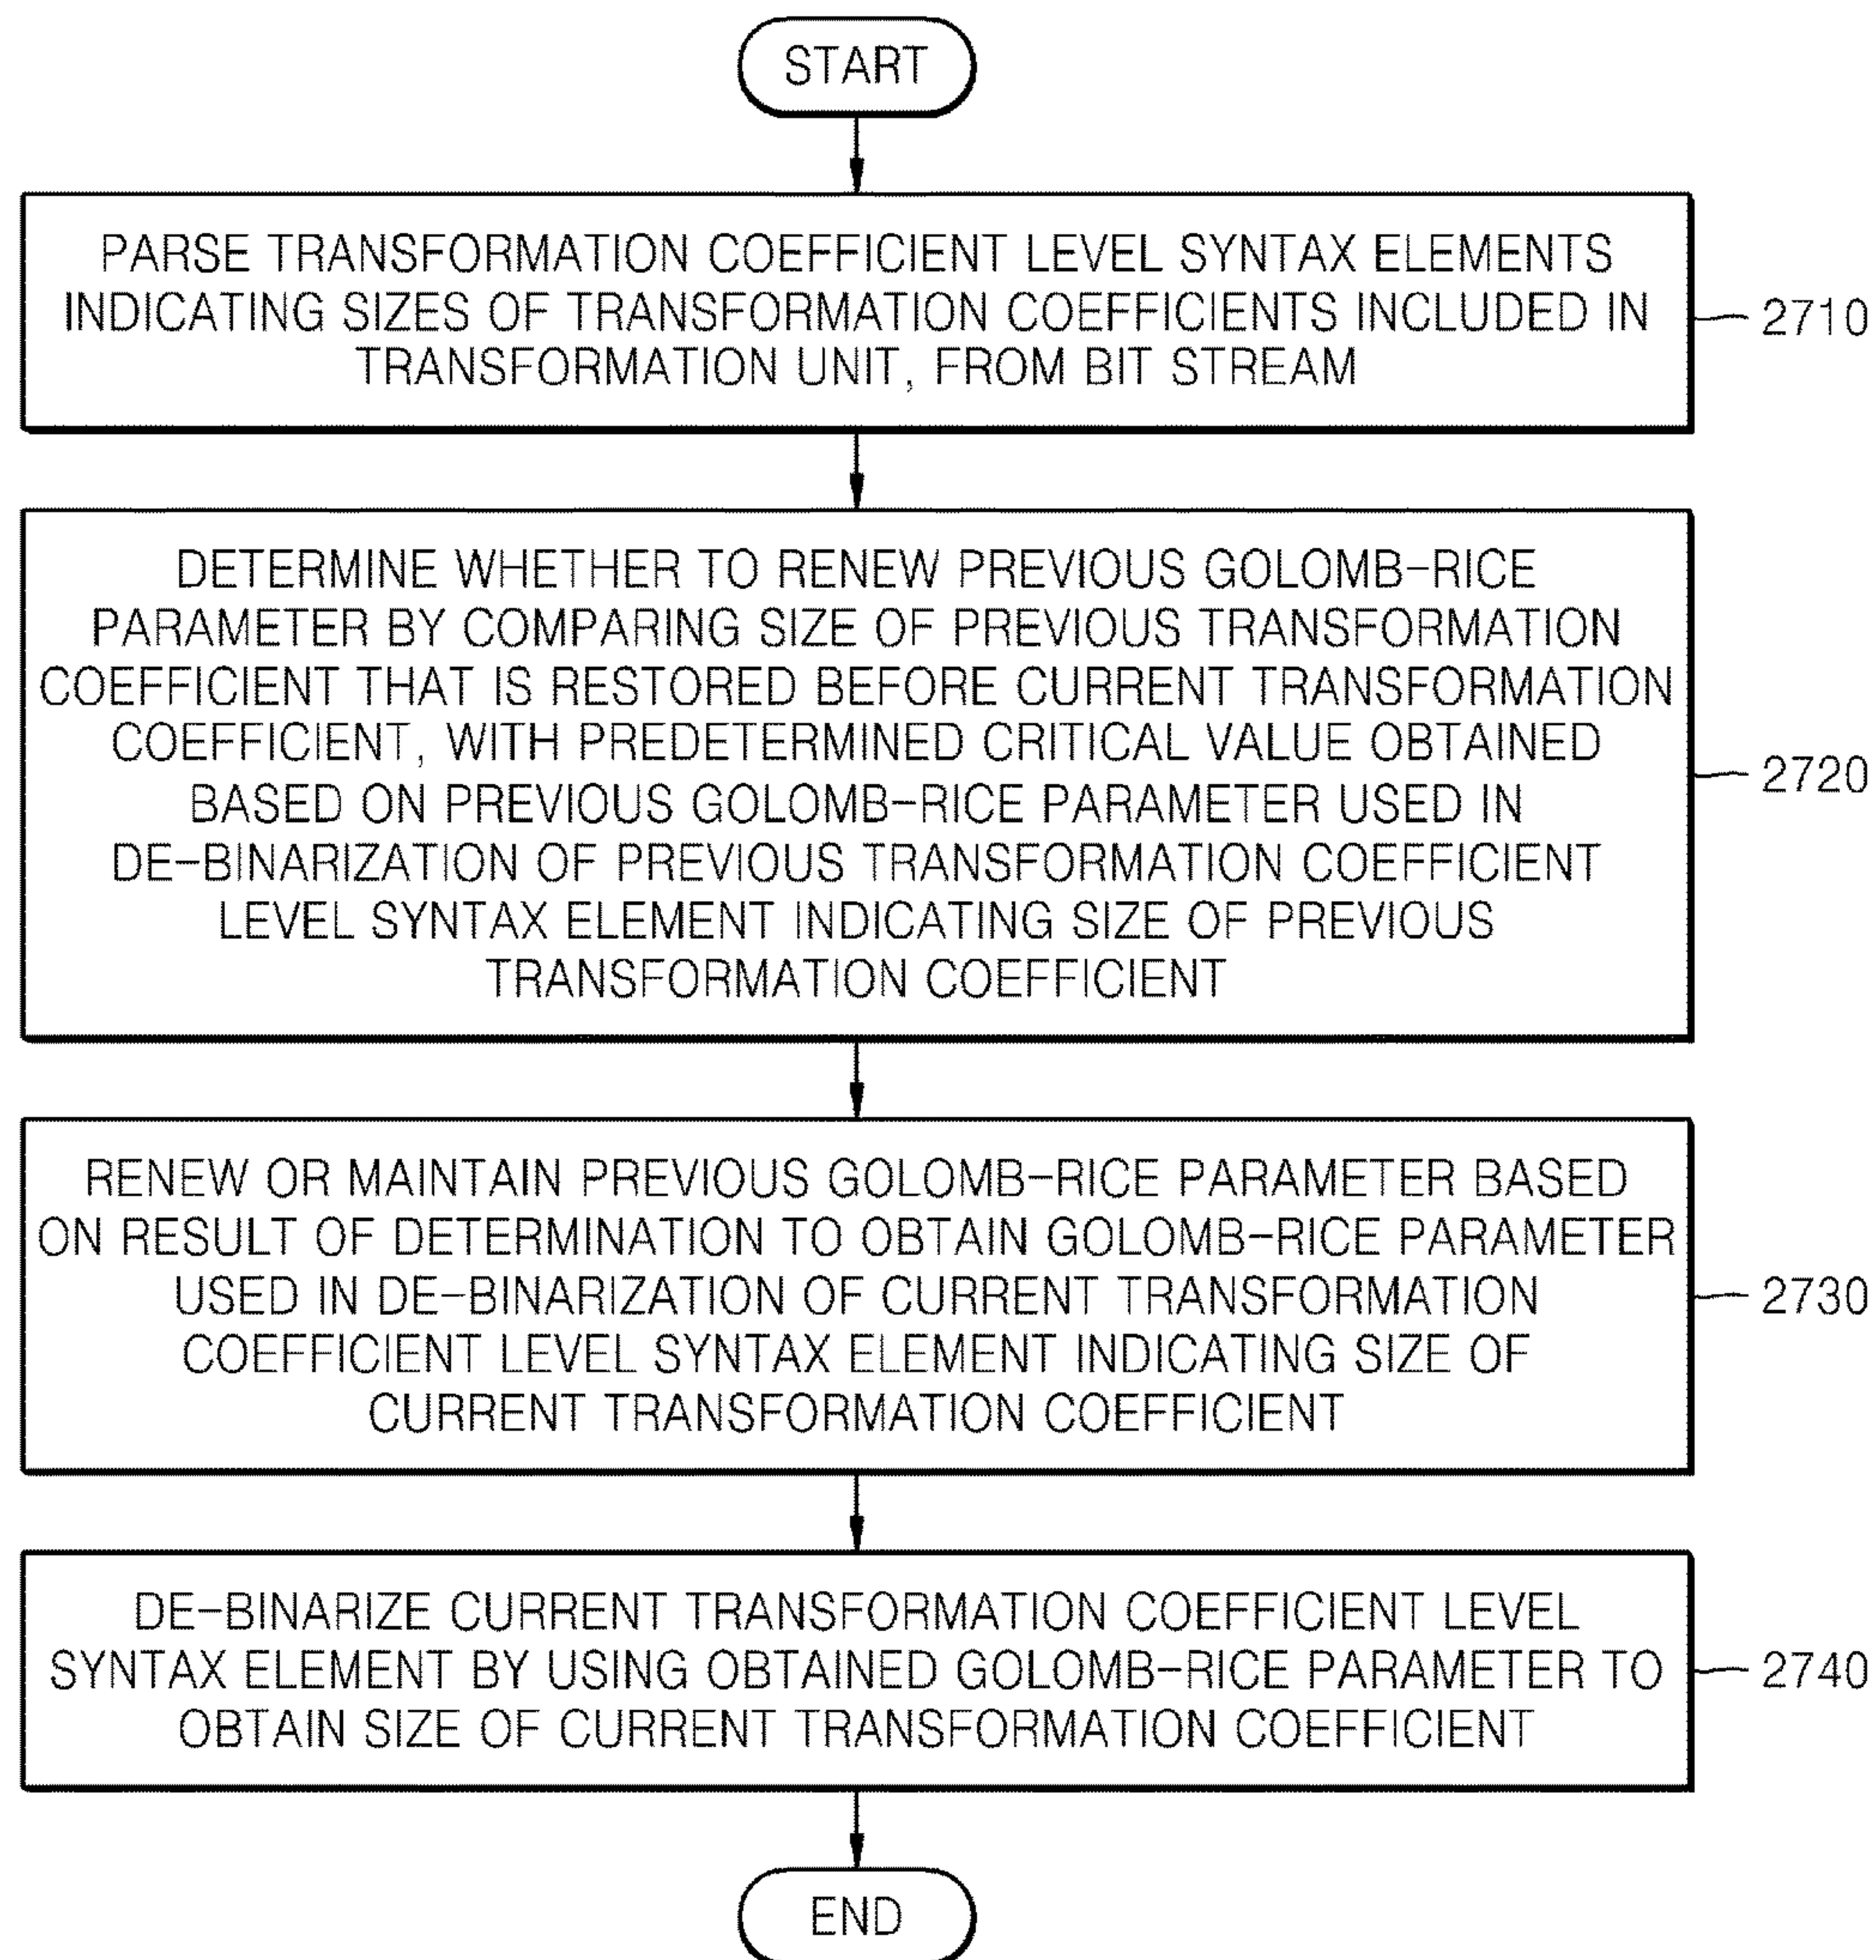 START
PARSE TRANSFORMATION COEFFICIENT LEVEL SYNTAX ELEMENTS
INDICATING SIZES OF TRANSFORMATION COEFFICIENTS INCLUDED IN
TRANSFORMATION UNIT, FROM BIT STREAM
2710
DETERMINE WHETHER TO RENEW PREVIOUS GOLOMB-RICE
PARAMETER BY COMPARING SIZE OF PREVIOUS TRANSFORMATION
COEFFICIENT THAT IS RESTORED BEFORE CURRENT TRANSFORMATION
COEFFICIENT, WITH PREDETERMINED CRITICAL VALUE OBTAINED
BASED ON PREVIOUS GOLOMB-RICE PARAMETER USED IN
DE-BINARIZATION OF PREVIOUS TRANSFORMATION COEFFICIENT
LEVEL SYNTAX ELEMENT INDICATING SIZE OF PREVIOUS
TRANSFORMATION COEFFICIENT
2720
RENEW OR MAINTAIN PREVIOUS GOLOMB-RICE PARAMETER BASED
ON RESULT OF DETERMINATION TO OBTAIN GOLOMB-RICE PARAMETER
USED IN DE-BINARIZATION OF CURRENT TRANSFORMATION
COEFFICIENT LEVEL SYNTAX ELEMENT INDICATING SIZE OF
CURRENT TRANSFORMATION COEFFICIENT
2730
DE-BINARIZE CURRENT TRANSFORMATION COEFFICIENT LEVEL
SYNTAX ELEMENT BY USING OBTAINED GOLOMB-RICE PARAMETER TO
OBTAIN SIZE OF CURRENT TRANSFORMATION COEFFICIENT
2740
END